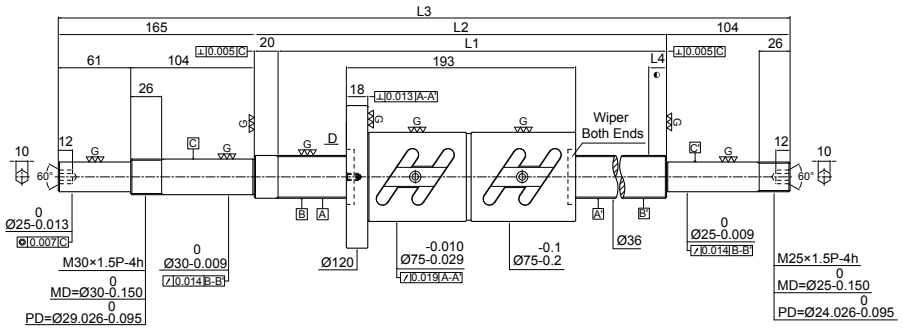 L3
165
L2
104
20
L1
26
⊥ 0.005 C
⊥ 0.005 C
61
104
193
L4
26
18
⊥ 0.013 A-A'
G
G
G
Wiper
Both Ends
12
G
C
G
G
D
G
G
C'
G
12
10
10
60°
60°
B
A
A'
B'
0
Ø25-0.013
◎ 0.007 C
0
Ø30-0.009
↗ 0.014 B-B'
Ø120
-0.010
Ø75-0.029
↗ 0.019 A-A'
-0.1
Ø75-0.2
Ø36
0
Ø25-0.009
↗ 0.014 B-B'
M30×1.5P-4h
0
MD=Ø30-0.150
0
PD=Ø29.026-0.095
M25×1.5P-4h
0
MD=Ø25-0.150
0
PD=Ø24.026-0.095